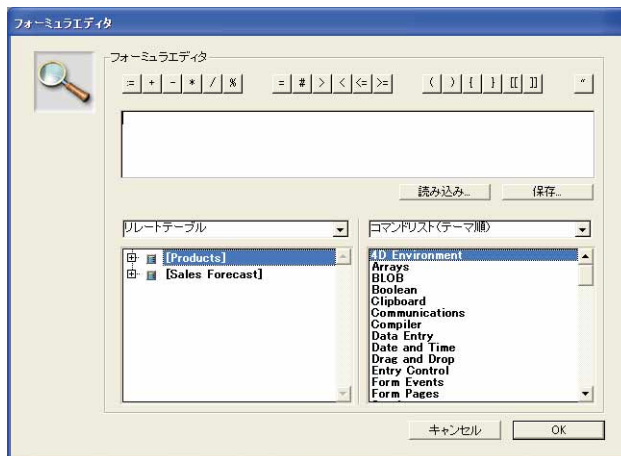 フォーミュラエディタ
フォーミュラエディタ
:= + - * / % = # > < <= >= ( ) { } [[ ]] "
読み込み... 保存...
リレートテーブル コマンドリスト(テーマ順)
[Products]
[Sales Forecast]
4D Environment
Arrays
BLOB
Boolean
Clipboard
Communications
Compiler
Data Entry
Date and Time
Drag and Drop
Entry Control
Form Events
Form Pages
キャンセル OK